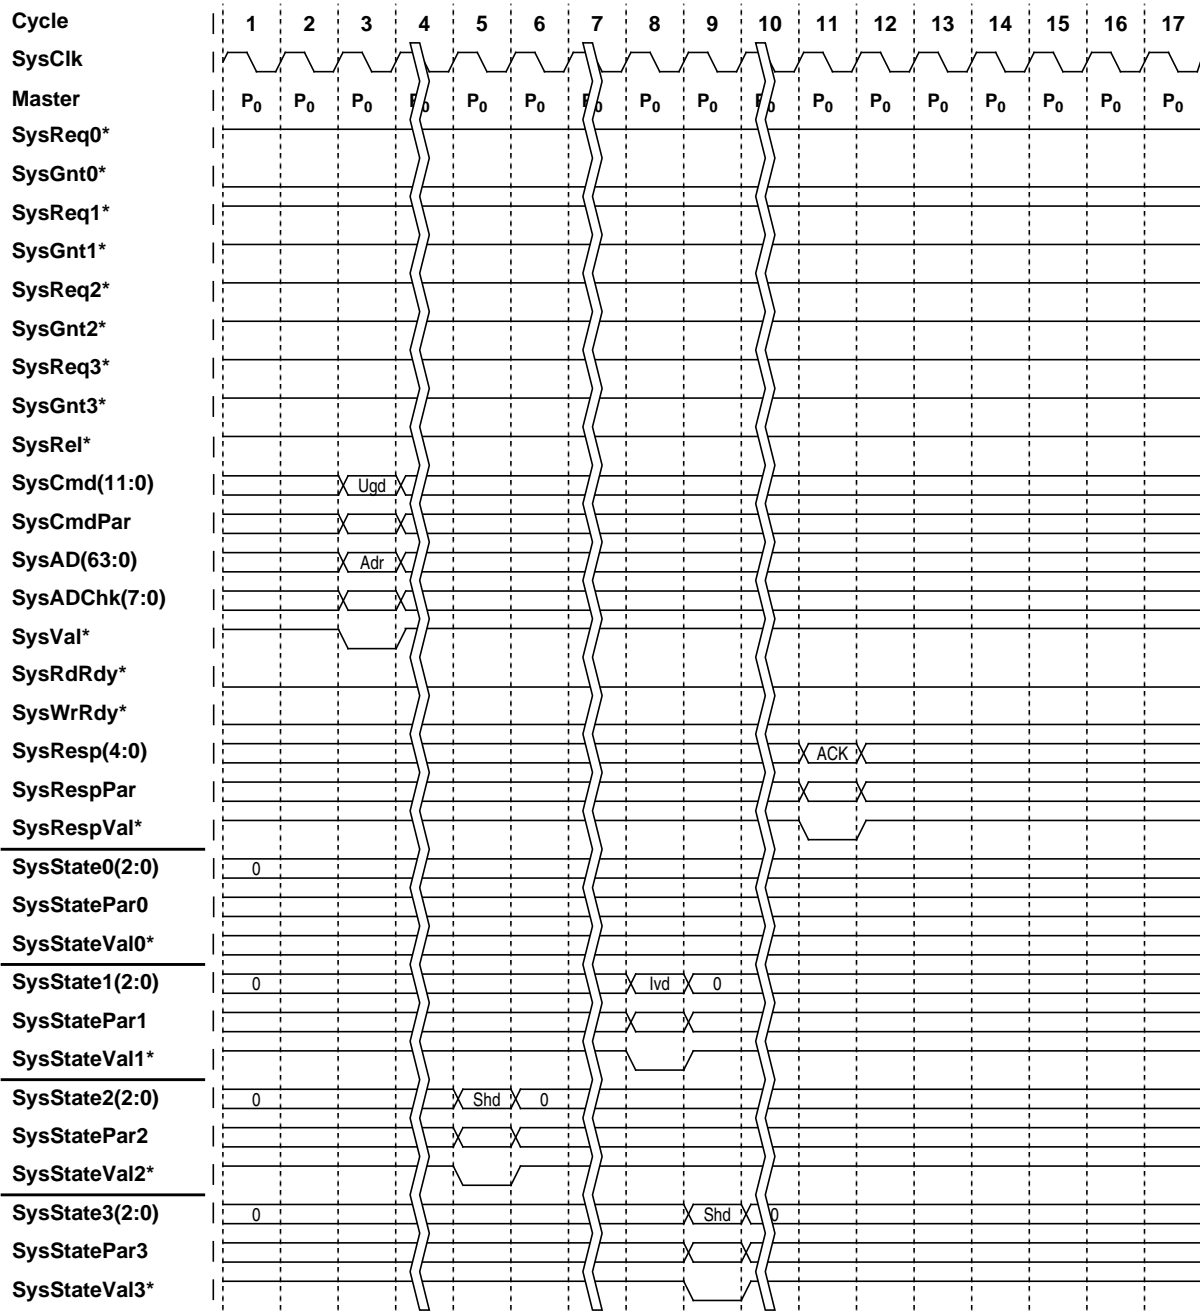 Cycle 1 2 3 4 5 6 7 8 9 10 11 12 13 14 15 16 17
SysClk
Master P0 P0 P0 P0 P0 P0 P0 P0 P0 P0 P0 P0 P0 P0 P0 P0 P0
SysReq0*
SysGnt0*
SysReq1*
SysGnt1*
SysReq2*
SysGnt2*
SysReq3*
SysGnt3*
SysRel*
SysCmd(11:0) Ugd
SysCmdPar
SysAD(63:0) Adr
SysADChk(7:0)
SysVal*
SysRdRdy*
SysWrRdy*
SysResp(4:0) ACK
SysRespPar
SysRespVal*
SysState0(2:0) 0
SysStatePar0
SysStateVal0*
SysState1(2:0) 0 Ivd 0
SysStatePar1
SysStateVal1*
SysState2(2:0) 0 Shd 0
SysStatePar2
SysStateVal2*
SysState3(2:0) 0 Shd 0
SysStatePar3
SysStateVal3*